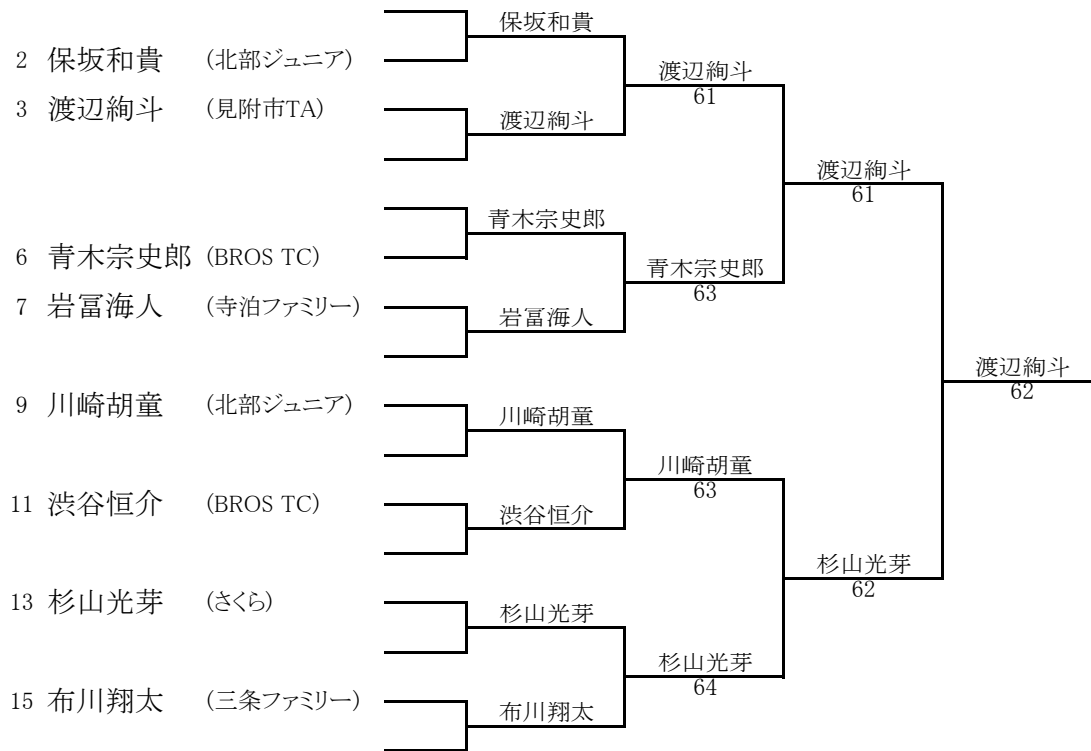 2 保坂和貴 (北部ジュニア)
3 渡辺絢斗 (見附市TA)
6 青木宗史郎 (BROS TC)
7 岩冨海人 (寺泊ファミリー)
9 川崎胡童 (北部ジュニア)
11 渋谷恒介 (BROS TC)
13 杉山光芽 (さくら)
15 布川翔太 (三条ファミリー)
保坂和貴
渡辺絢斗
青木宗史郎
岩冨海人
川崎胡童
渋谷恒介
杉山光芽
布川翔太
渡辺絢斗
61
青木宗史郎
63
川崎胡童
63
杉山光芽
64
渡辺絢斗
61
杉山光芽
62
渡辺絢斗
62